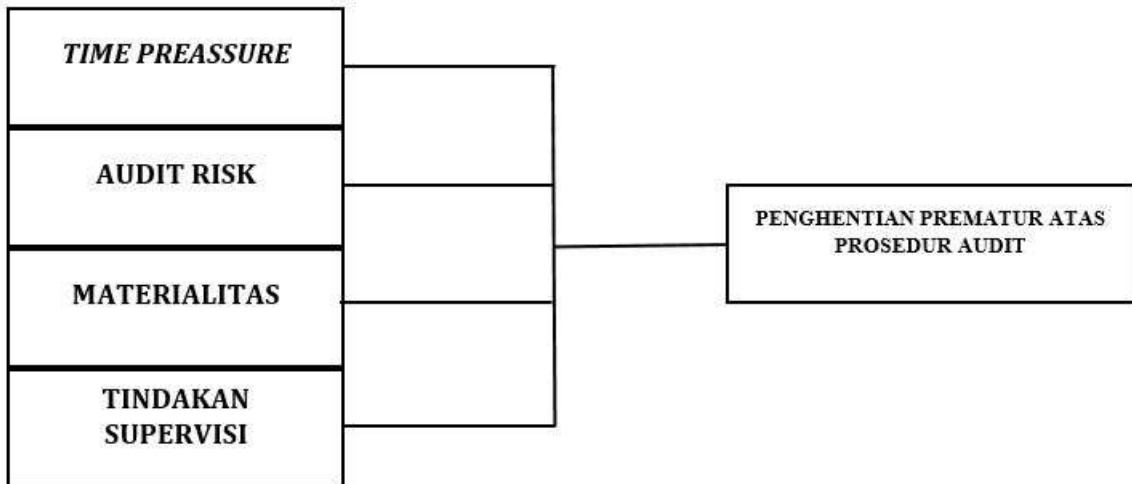 TIME PREASSURE
AUDIT RISK
MATERIALITAS
TINDAKAN
SUPERVISI
PENGHENTIAN PREMATUR ATAS
PROSEDUR AUDIT